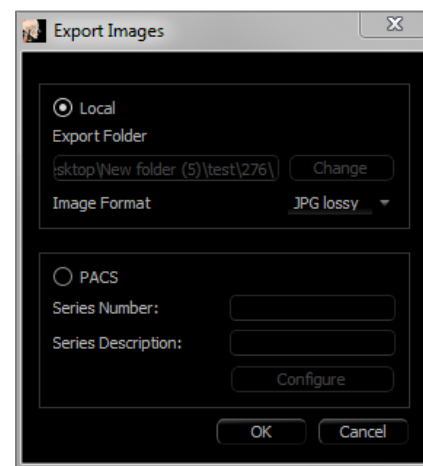 Export Images
Local
Export Folder
esktop\New folder (5)\test\276\ Change
Image Format JPG lossy
PACS
Series Number:
Series Description:
Configure
OK Cancel